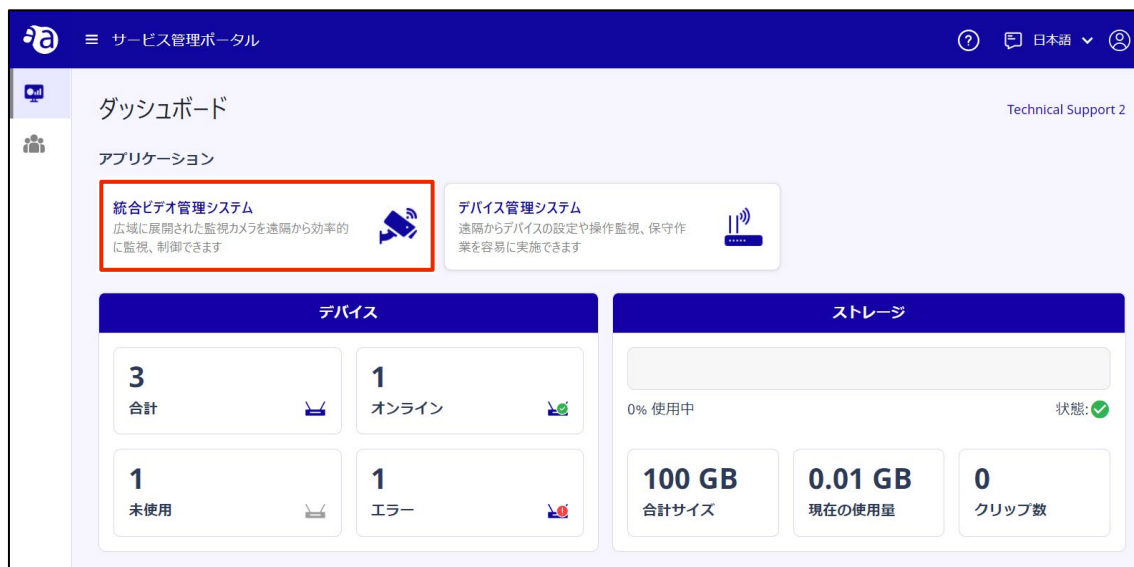 サービス管理ポータル
日本語
ダッシュボード
Technical Support 2
アプリケーション
統合ビデオ管理システム
広域に展開された監視カメラを遠隔から効率的
に監視、制御できます
デバイス管理システム
遠隔からデバイスの設定や操作監視、保守作
業を容易に実施できます
デバイス
3
合計
1
オンライン
1
未使用
1
エラー
ストレージ
0% 使用中
状態:
100 GB
合計サイズ
0.01 GB
現在の使用量
0
クリップ数